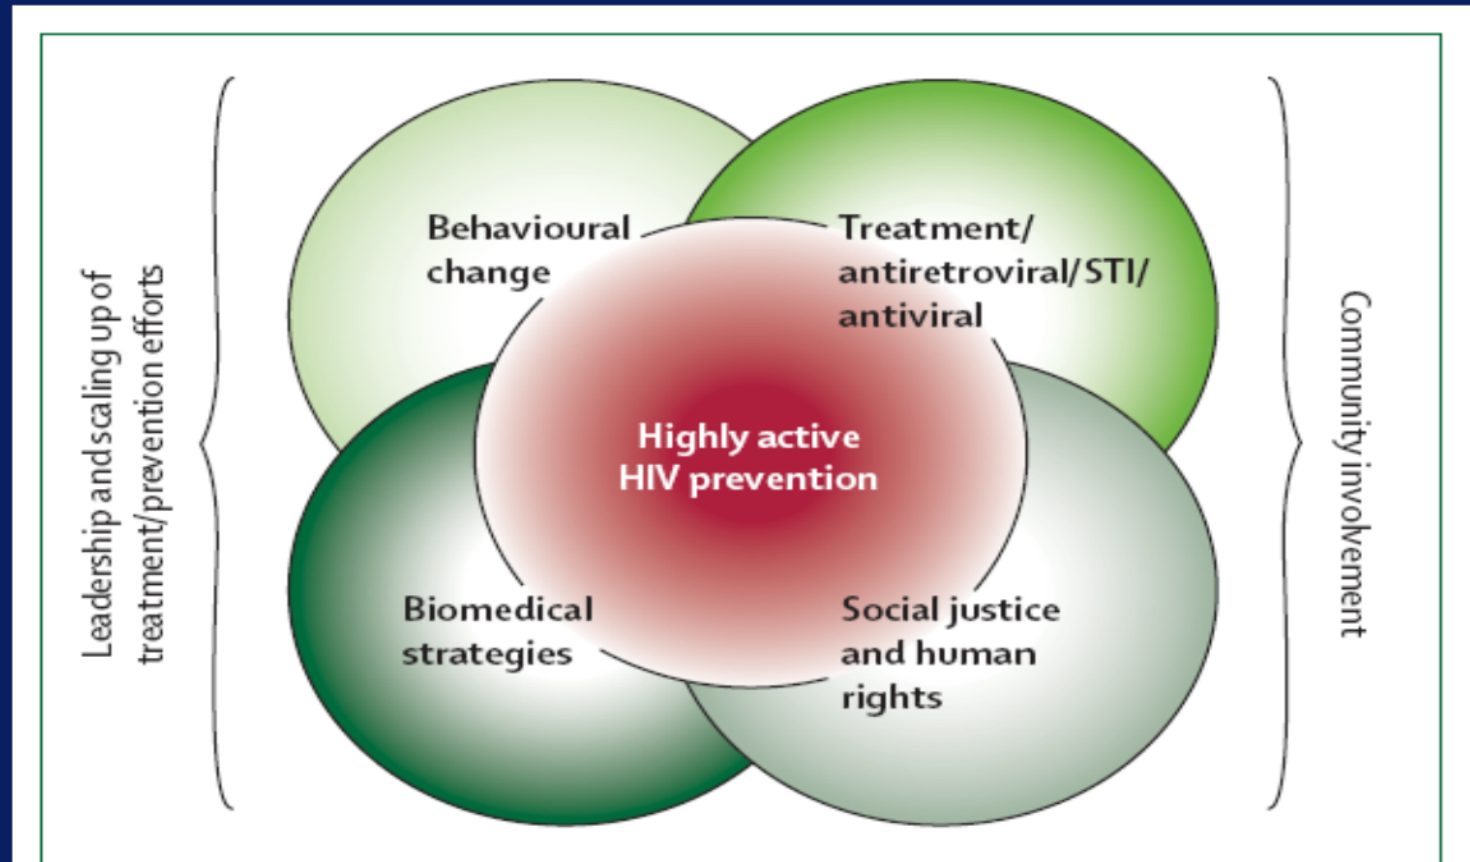 Leadership and scaling up of
treatment/prevention efforts
Behavioural
change
Treatment/
antiretroviral/STI/
antiviral
Highly active
HIV prevention
Biomedical
strategies
Social justice
and human
rights
Community involvement